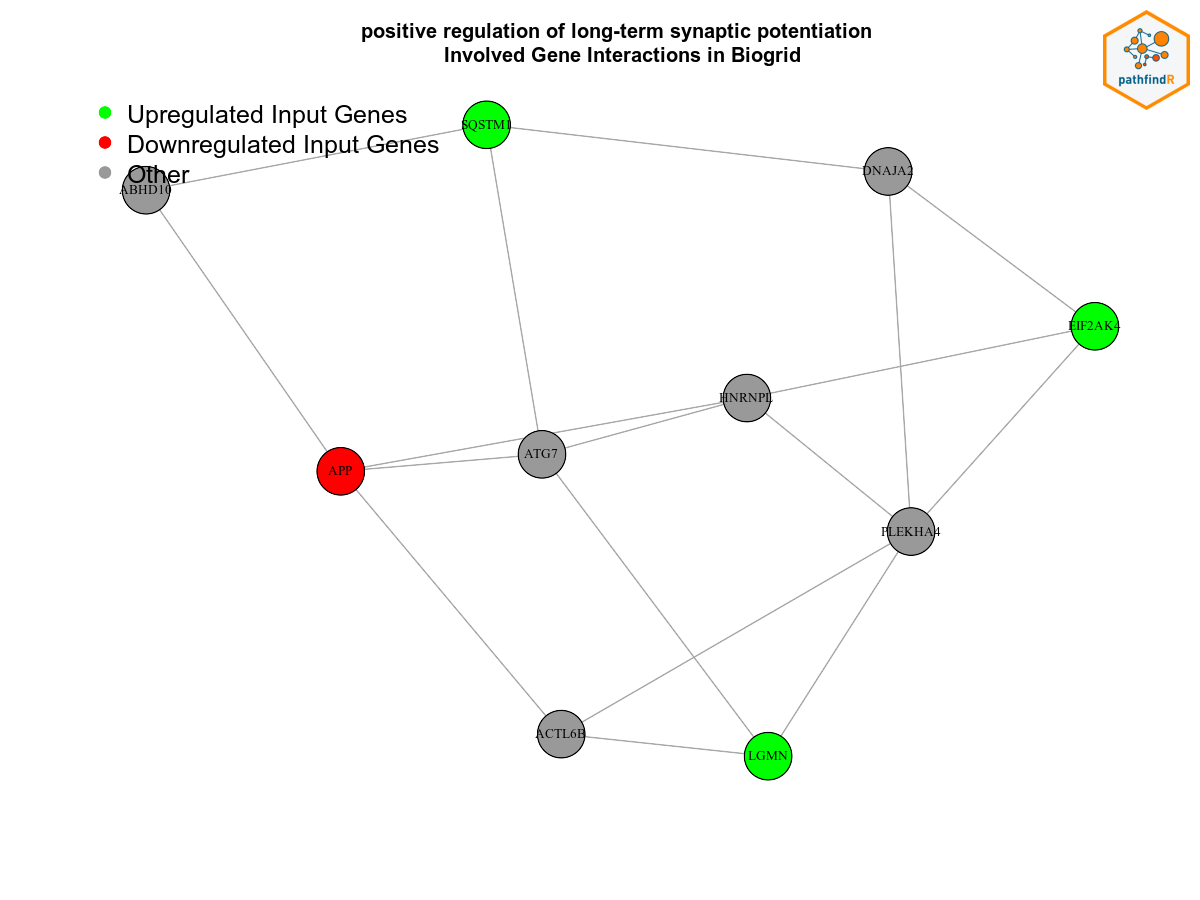 positive regulation of long-term synaptic potentiation
Involved Gene Interactions in Biogrid
pathfindR
Upregulated Input Genes
Downregulated Input Genes
Other
SQSTM1
ABHD10
DNAJA2
EIF2AK4
HNRNPL
ATG7
APP
PLEKHA4
ACTL6B
LGMN